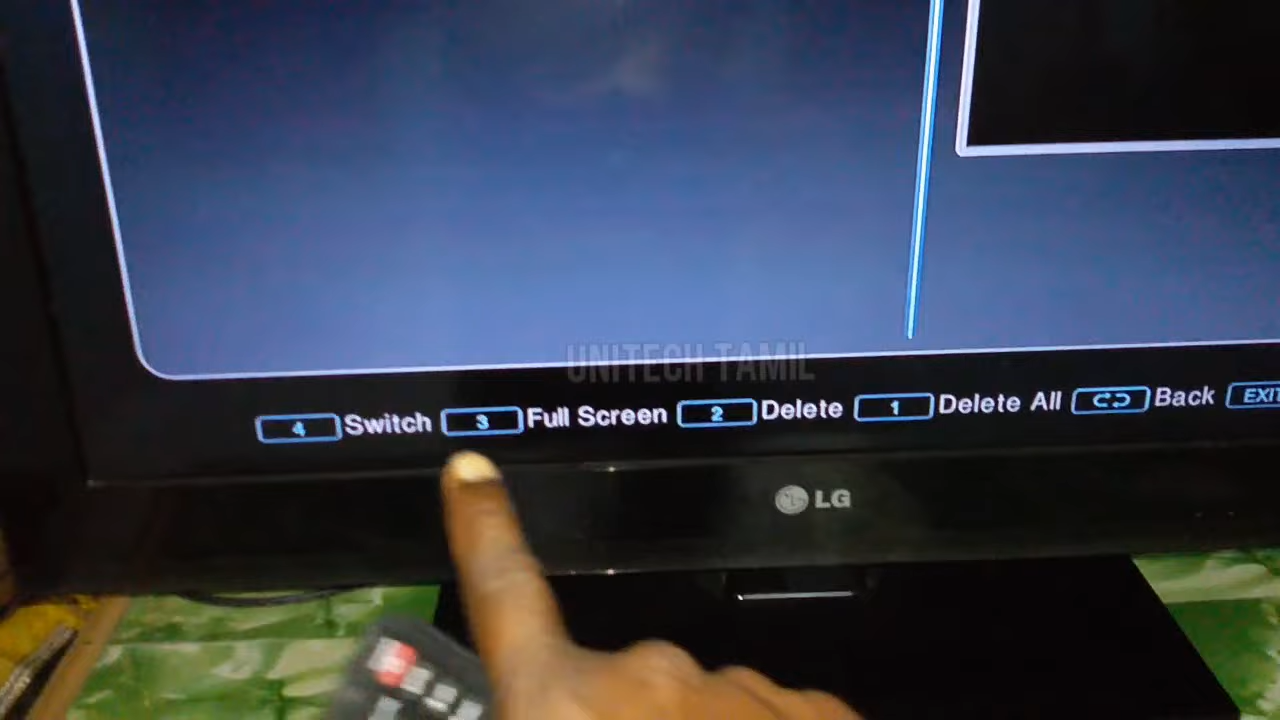 UNITECH TAMIL
4 Switch 3 Full Screen 2 Delete 1 Delete All Back EXIT
LG